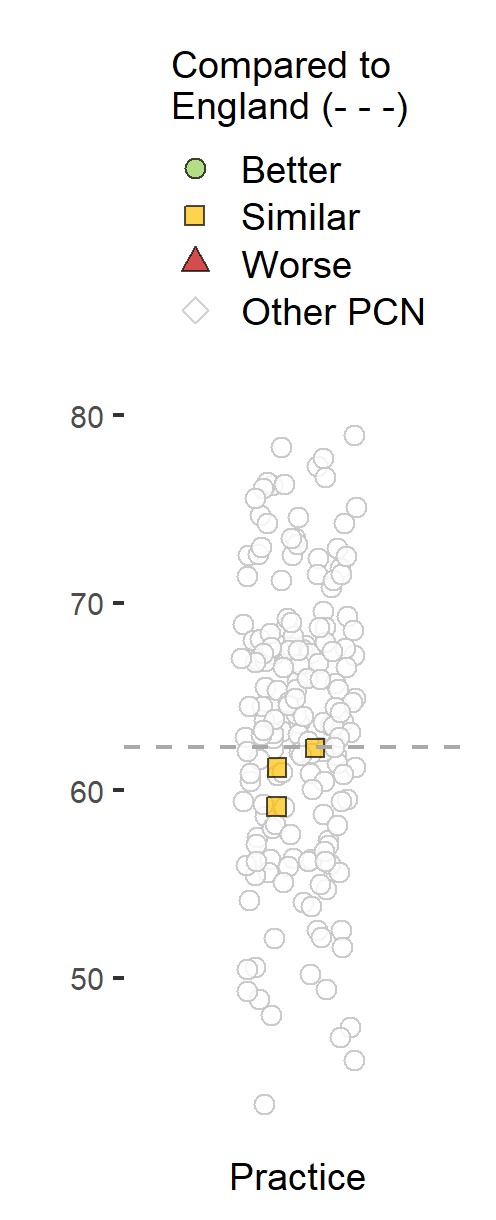 Compared to
England (- - -)
Better
Similar
Worse
Other PCN
80
70
60
50
Practice